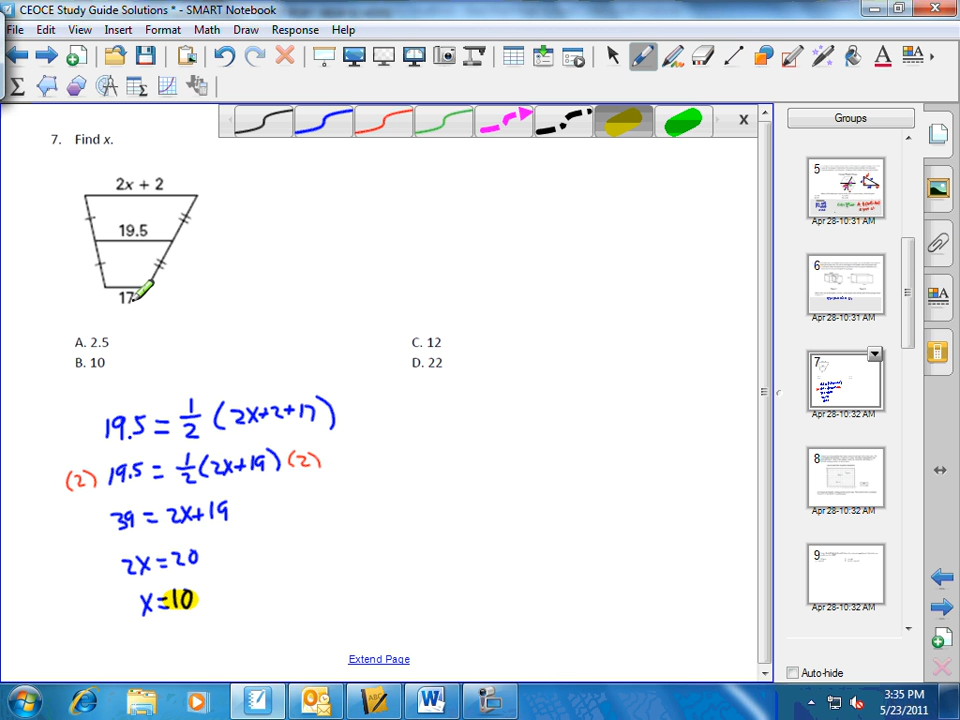 CEOCE Study Guide Solutions * - SMART Notebook
File Edit View Insert Format Math Draw Response Help
Groups
7. Find x.
2x + 2
19.5
17
A. 2.5
B. 10
C. 12
D. 22
19.5 = 1/2 (2x+2+17)
(2) 19.5 = 1/2 (2x+19) (2)
39 = 2x+19
2x = 20
x = 10
Extend Page
5
Apr 28-10:31 AM
6
Apr 28-10:31 AM
7
Apr 28-10:32 AM
8
Apr 28-10:32 AM
9
Apr 28-10:32 AM
Auto-hide
3:35 PM
5/23/2011